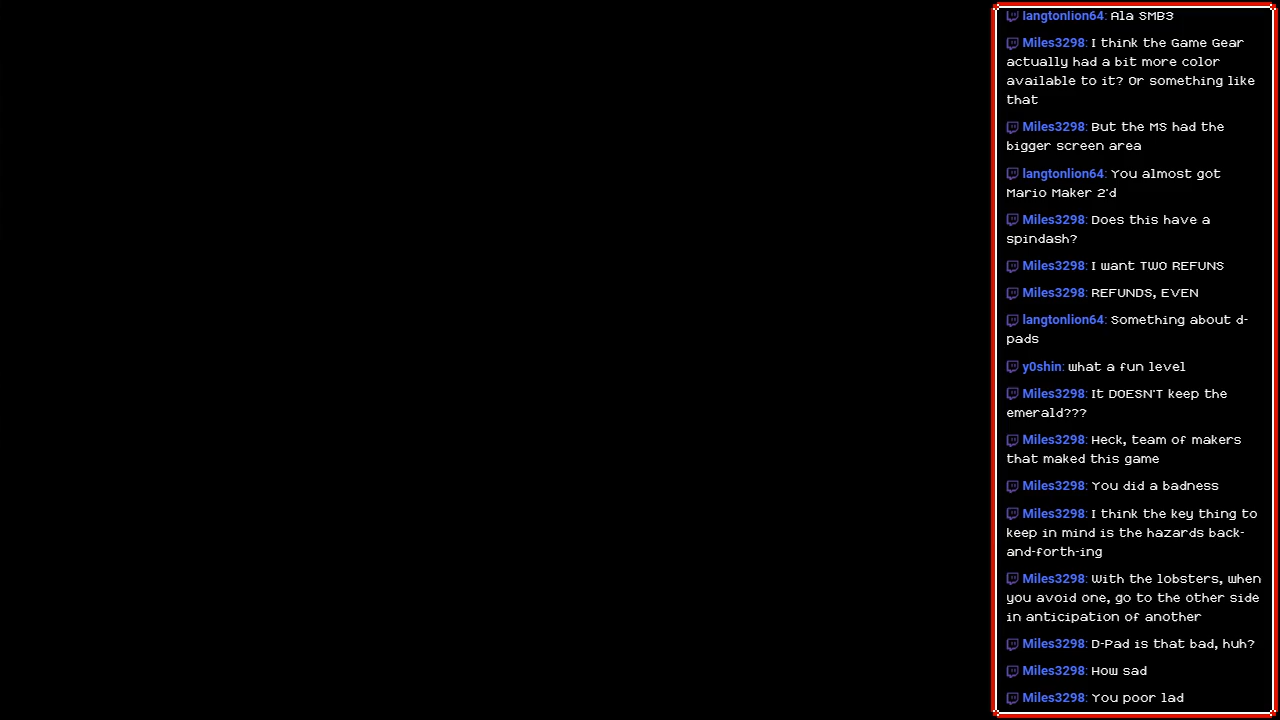 langtonlion64: Ala SMB3
Miles3298: I think the Game Gear
actually had a bit more color
available to it? Or something like
that
Miles3298: But the MS had the
bigger screen area
langtonlion64: You almost got
Mario Maker 2'd
Miles3298: Does this have a
spindash?
Miles3298: I want TWO REFUNS
Miles3298: REFUNDS, EVEN
langtonlion64: Something about d-
pads
y0shin: what a fun level
Miles3298: It DOESN'T keep the
emerald???
Miles3298: Heck, team of makers
that maked this game
Miles3298: You did a badness
Miles3298: I think the key thing to
keep in mind is the hazards back-
and-forth-ing
Miles3298: With the lobsters, when
you avoid one, go to the other side
in anticipation of another
Miles3298: D-Pad is that bad, huh?
Miles3298: How sad
Miles3298: You poor lad